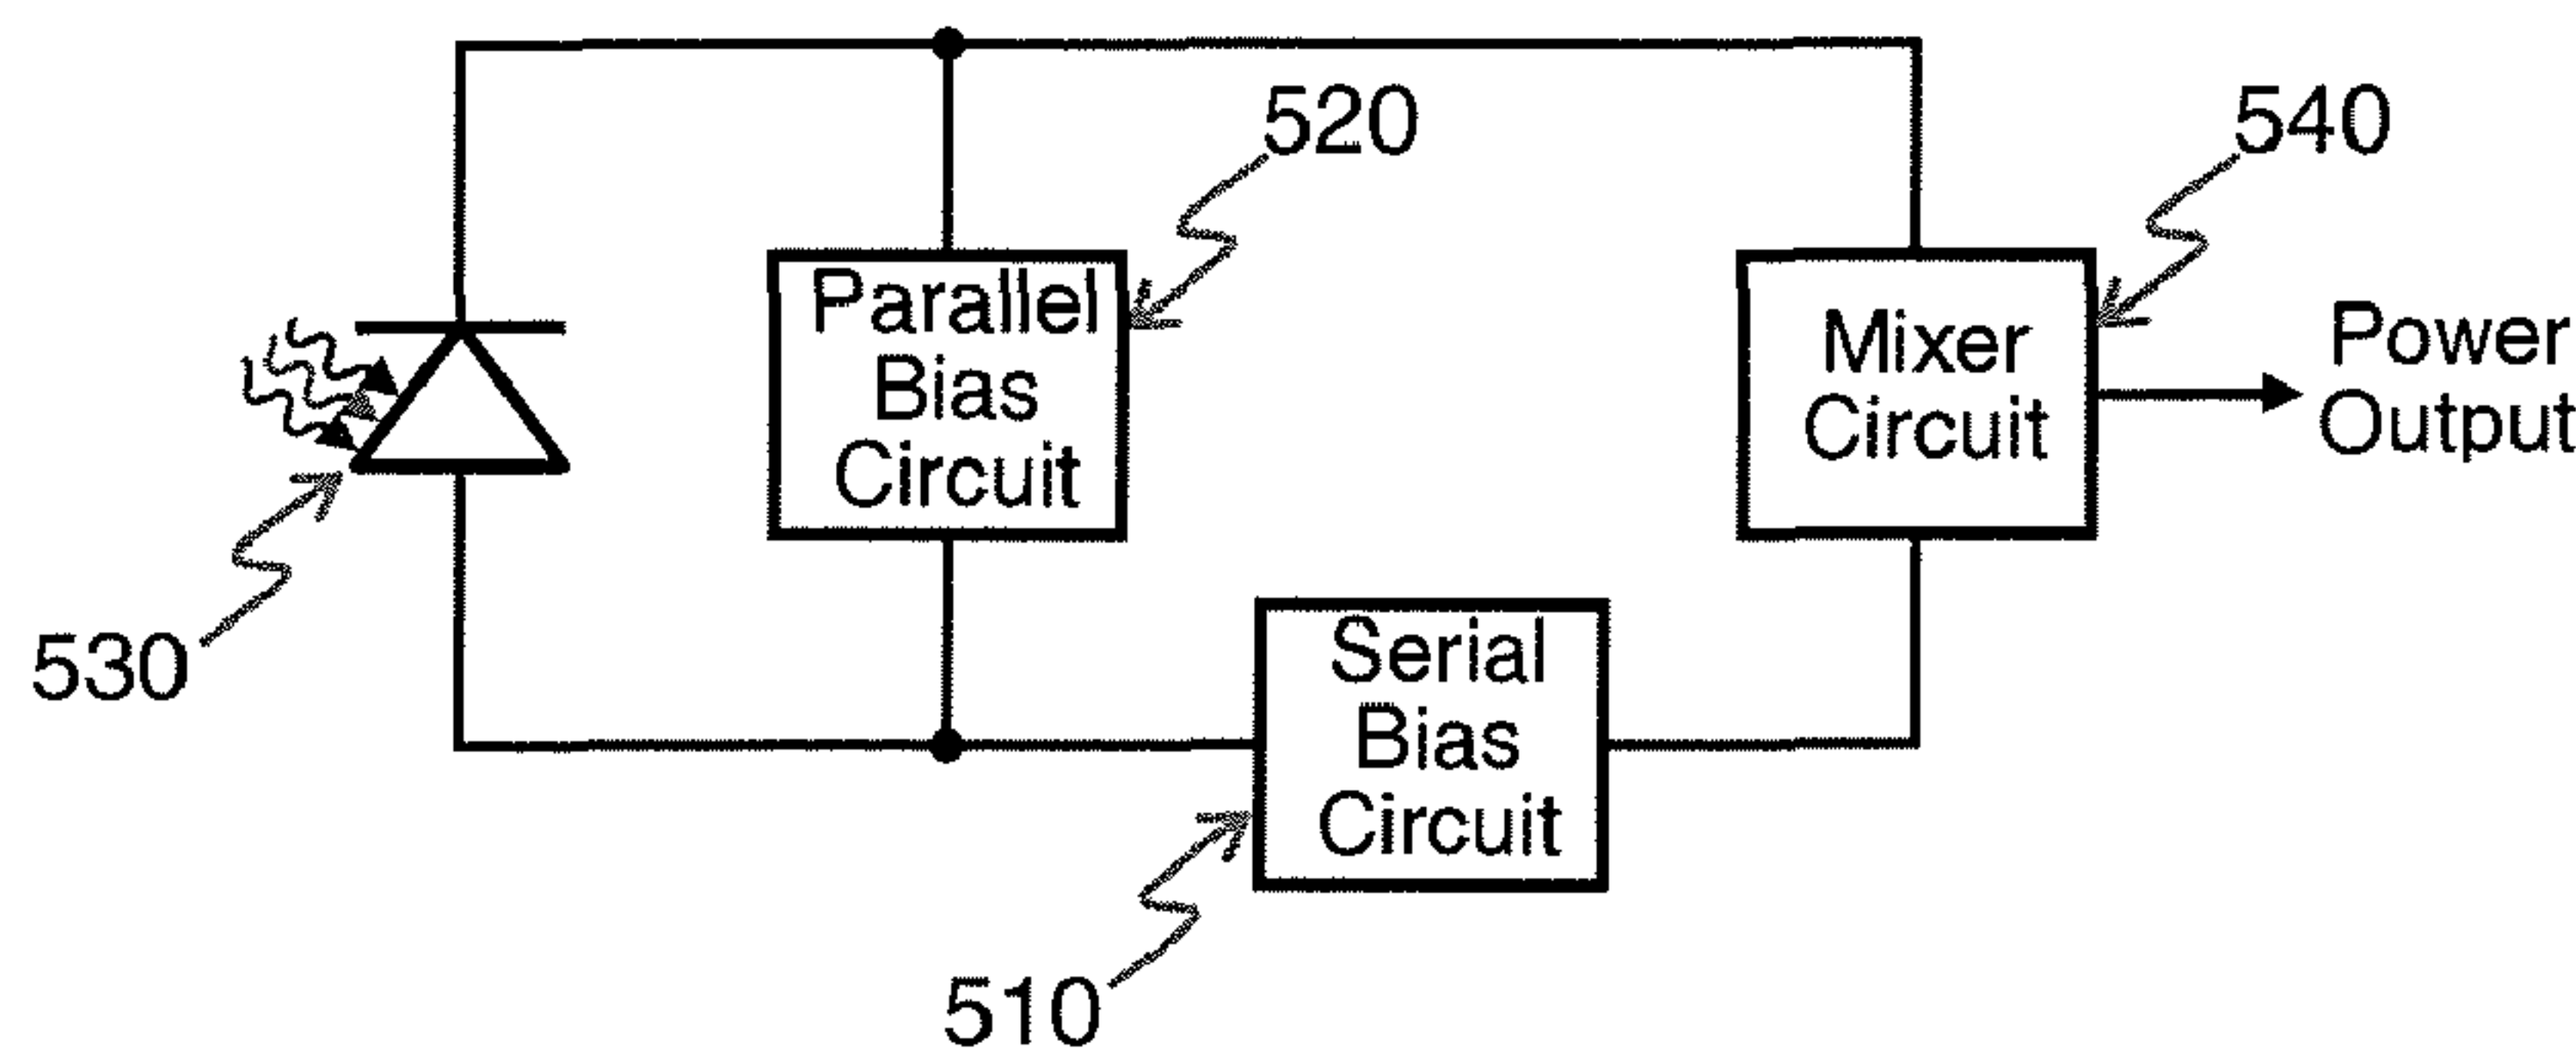 520
540
Parallel
Bias
Circuit
Mixer
Circuit
Power
Output
530
Serial
Bias
Circuit
510